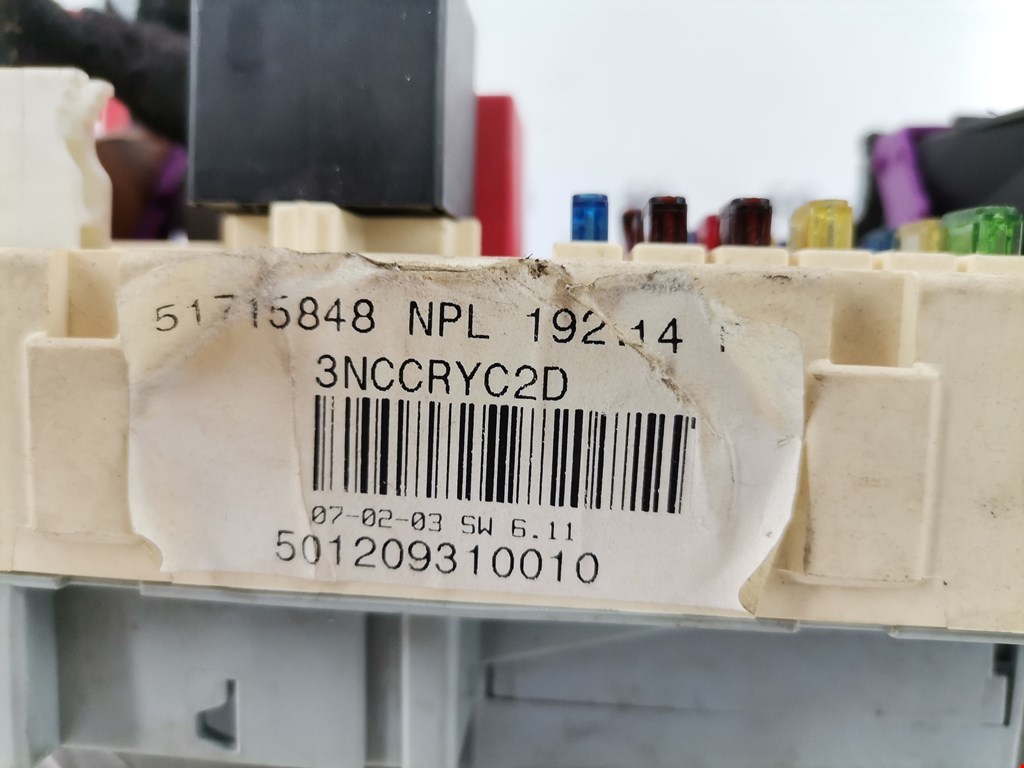 51715848 NPL 192.14
3NCCRYC2D
07-02-03 SW 6.11
501209310010